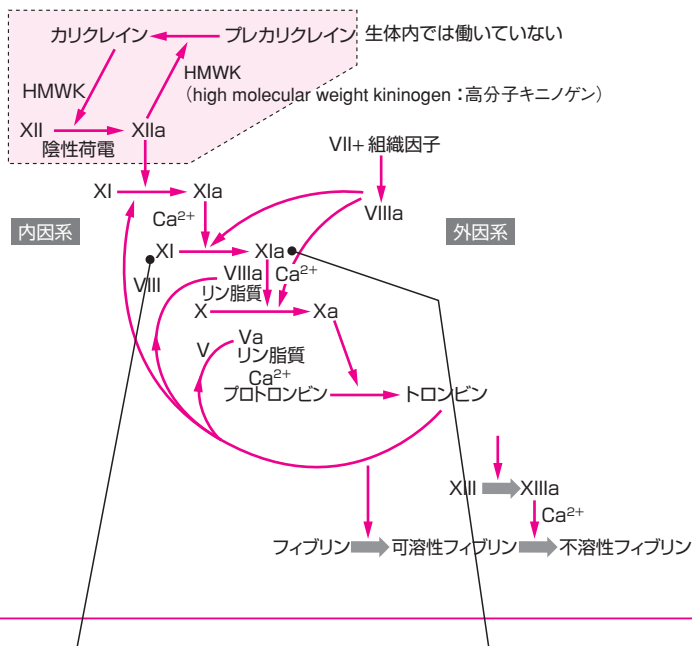 カリクレイン プレカリクレイン 生体内では働いていない
HMWK HMWK
（high molecular weight kininogen：高分子キニノゲン）
XII XIIa
陰性荷電
VII+ 組織因子
XI XIa VIIIa
Ca²⁺
内因系 外因系
XI XIa
VIII VIIIa Ca²⁺
リン脂質
X Xa
V Va
リン脂質
Ca²⁺
プロトロンビン トロンビン
XIII XIIIa
Ca²⁺
フィブリン 可溶性フィブリン 不溶性フィブリン